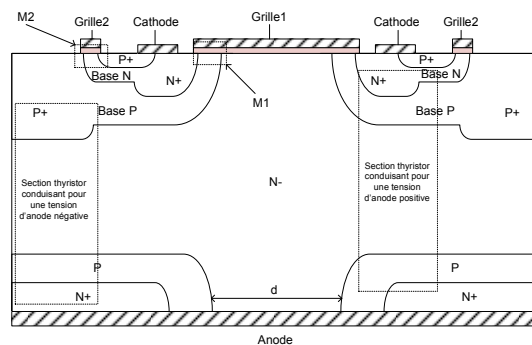 M2
Grille2
Cathode
Grille1
Cathode
Grille2
P+
Base N
N+
M1
P+
N+
Base N
P+
Base P
Base P
P+
N-
Section thyristor
conduisant pour
une tension
d'anode négative
Section thyristor
conduisant pour
une tension
d'anode positive
P
N+
d
P
N+
Anode